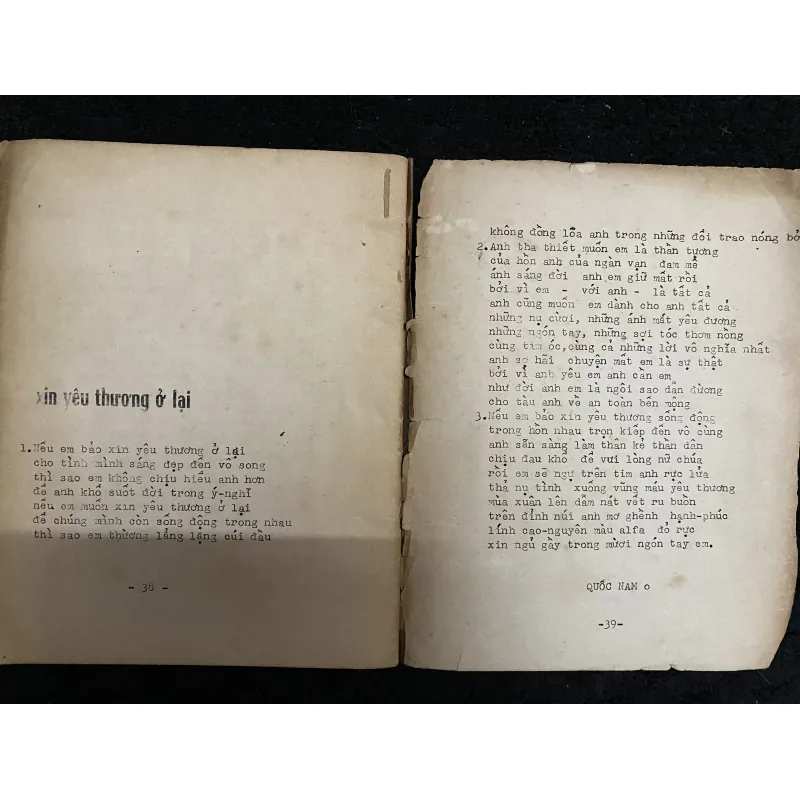 xin yêu thương ở lại
1.Nếu em bảo xin yêu thương ở lại
cho tình mình sáng đẹp đến vô song
thì sao em không chịu hiểu anh hơn
để anh khổ suốt đời trong ý-nghĩ
nếu em muốn xin yêu thương ở lại
để chúng mình còn sống động trong nhau
thì sao em thường lẳng lặng cúi đầu
- 38 -
không đồng lõa anh trong những đổi trao nóng bở
2.Anh tha thiết muốn em là thần tượng
của hồn anh của ngàn vạn đam mê
ánh sáng đời anh em giữ mất rồi
bởi vì em - với anh - là tất cả
anh cũng muốn em dành cho anh tất cả
những nụ cười, những ánh mắt yêu đương
những ngón tay, những sợi tóc thơm nồng
cùng tim óc, cùng cả những lời vô nghĩa nhất
anh sợ hãi chuyện mất em là sự thật
bởi vì anh yêu em anh cần em
như đời anh em là ngôi sao dẫn đường
cho tàu anh về an toàn bến mộng
3.Nếu em bảo xin yêu thương sống động
trong hồn nhau trọn kiếp đến vô cùng
anh sẵn sàng làm thân kẻ thần dân
chịu đau khổ để vui lòng nữ chúa
rồi em sẽ ngự trên tim anh rực lửa
thả nụ tình xuống vũng máu yêu thương
mùa xuân lên dẫm nát vết ru buồn
trên đỉnh núi anh mơ ghềnh hạnh-phúc
lính cao-nguyên màu alfa đỏ rực
xin ngủ gầy trong mười ngón tay em.
QUỐC NAM o
-39-